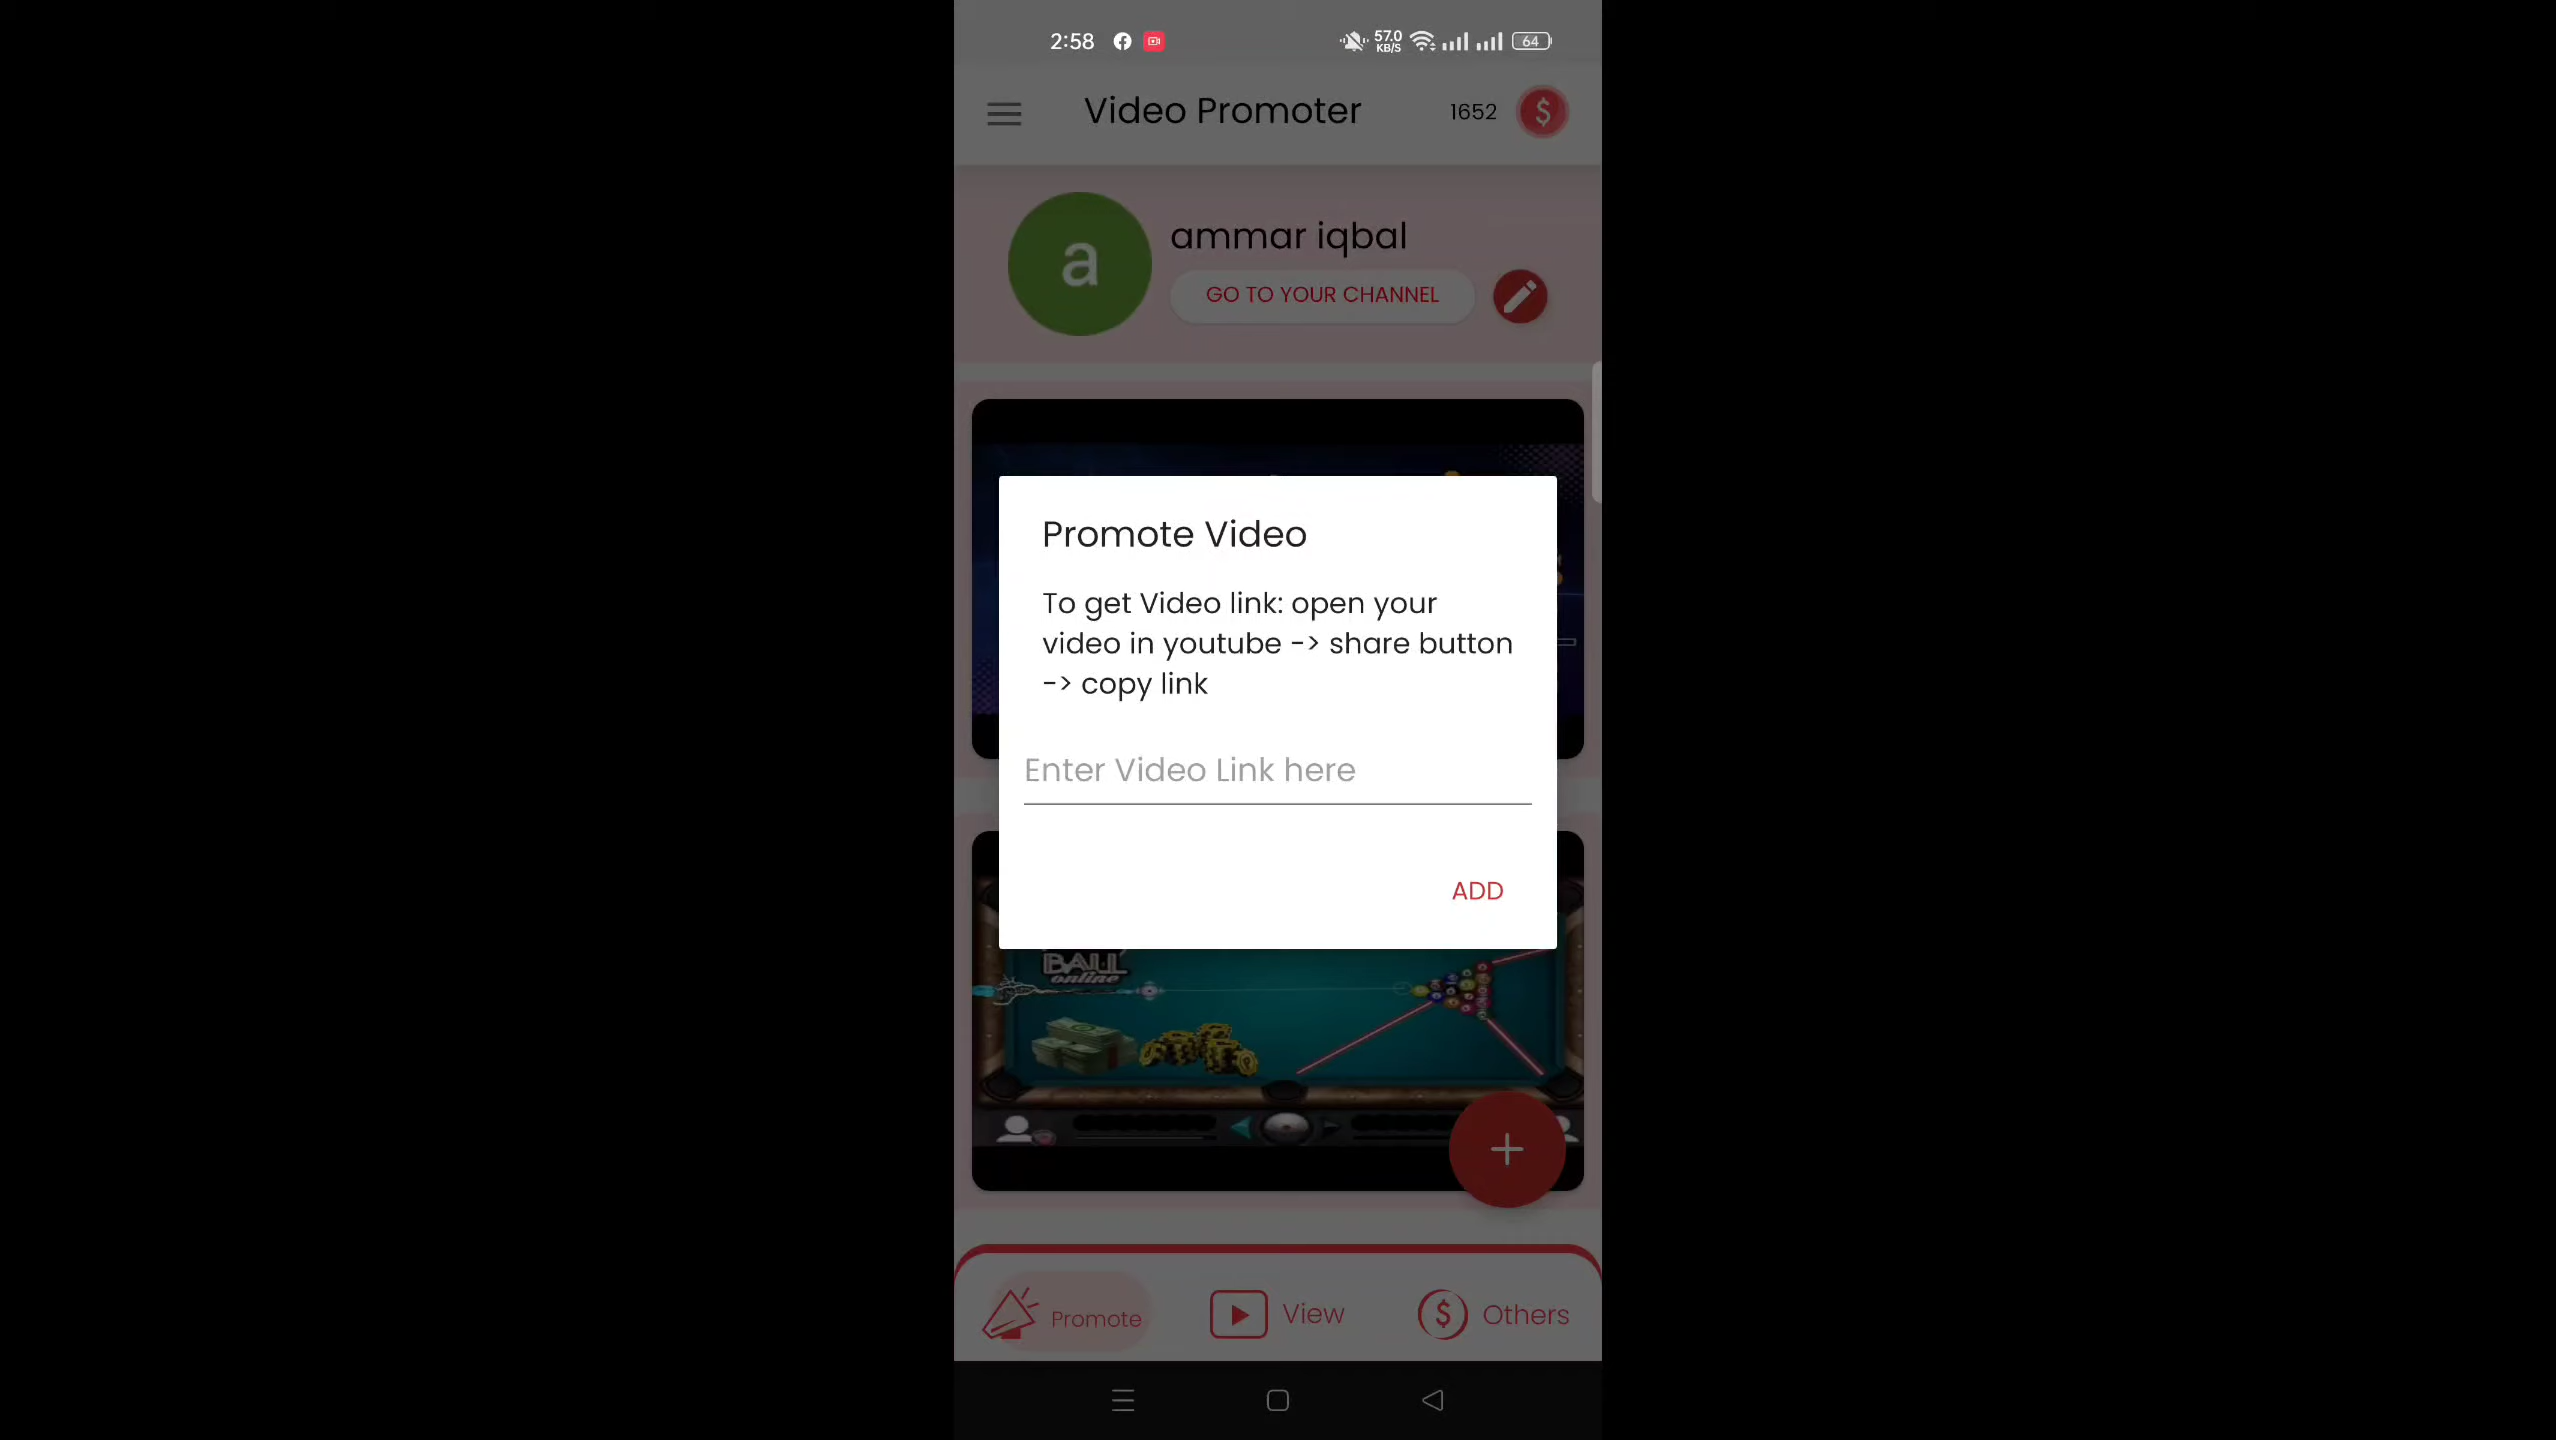 2:58
57.0
KB/S
64
Video Promoter
1652
$
a
ammar iqbal
GO TO YOUR CHANNEL
Promote Video
To get Video link: open your
video in youtube -> share button
-> copy link
Enter Video Link here
ADD
BALL
online
Promote
View
$
Others